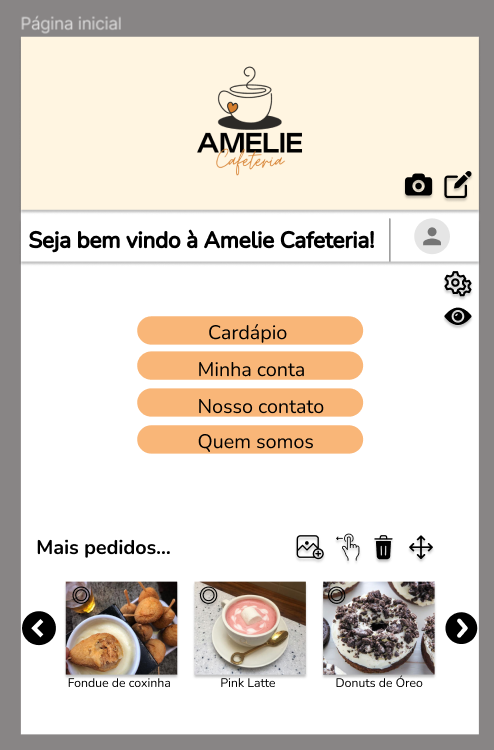 Página inicial
AMELIE
Cafeteria
Seja bem vindo à Amelie Cafeteria!
Cardápio
Minha conta
Nosso contato
Quem somos
Mais pedidos...
Fondue de coxinha
Pink Latte
Donuts de Óreo